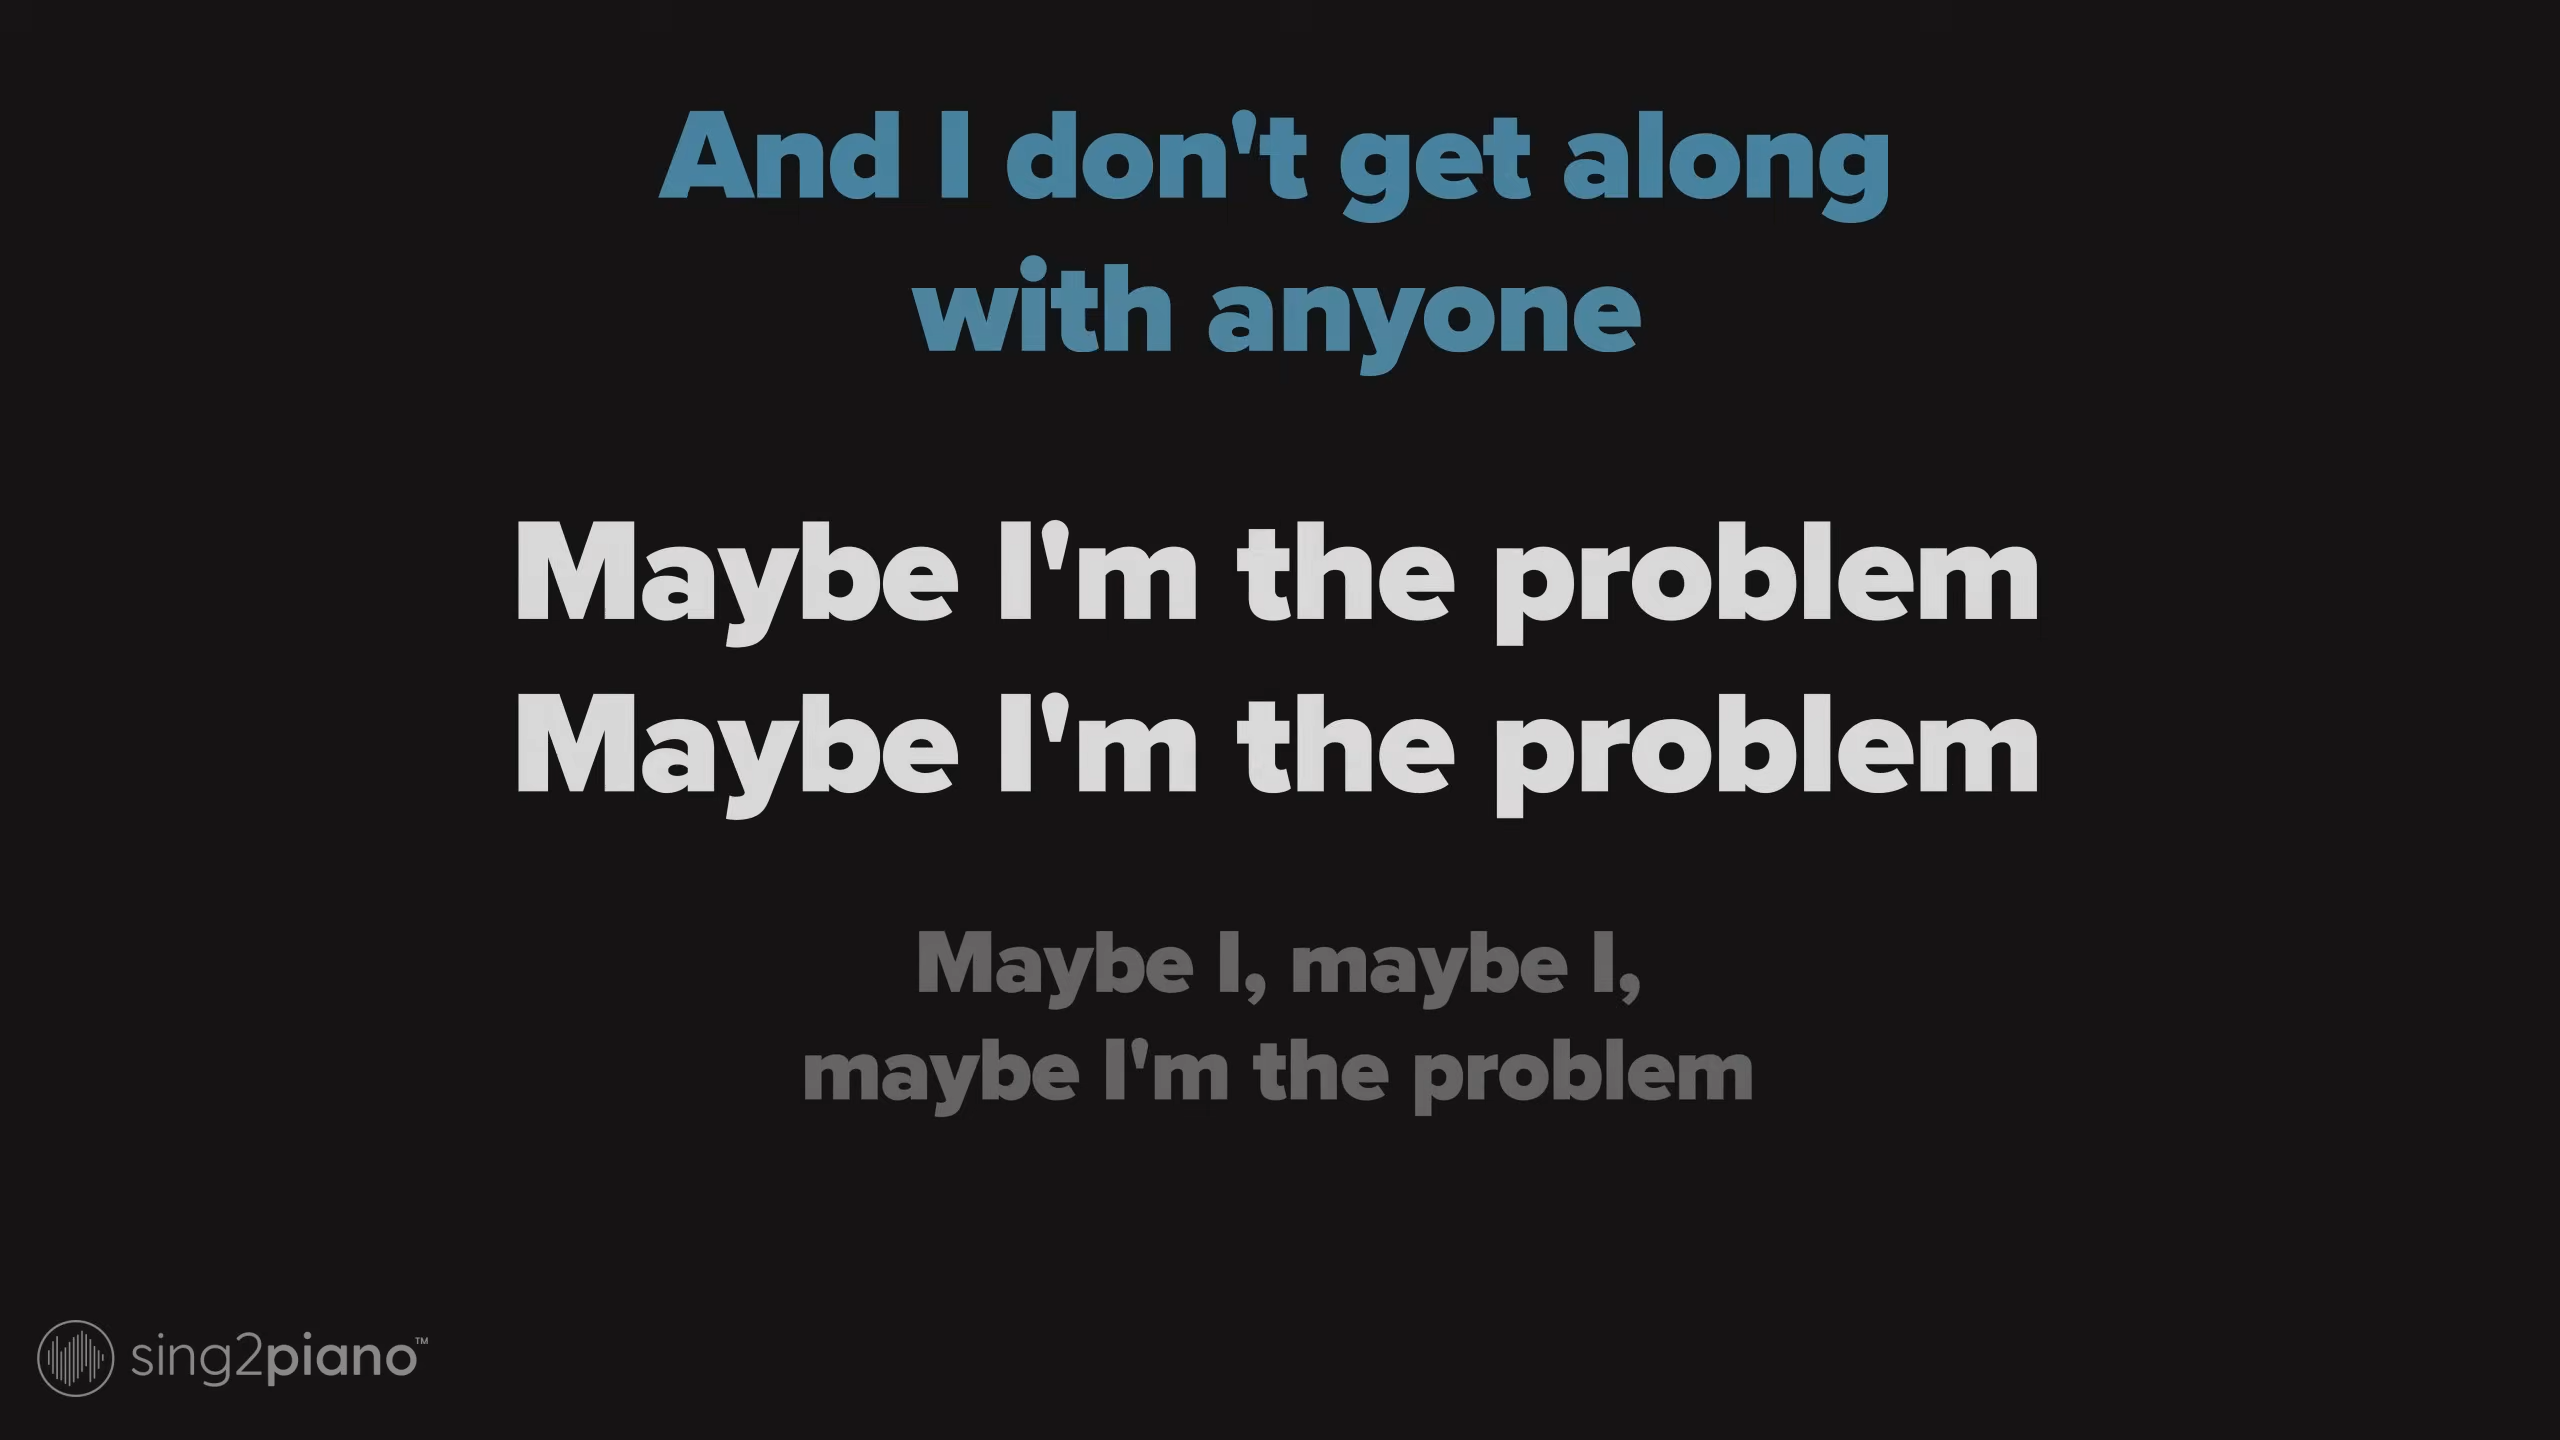 And I don't get along
with anyone
Maybe I'm the problem
Maybe I'm the problem
Maybe I, maybe I,
maybe I'm the problem
sing2piano™